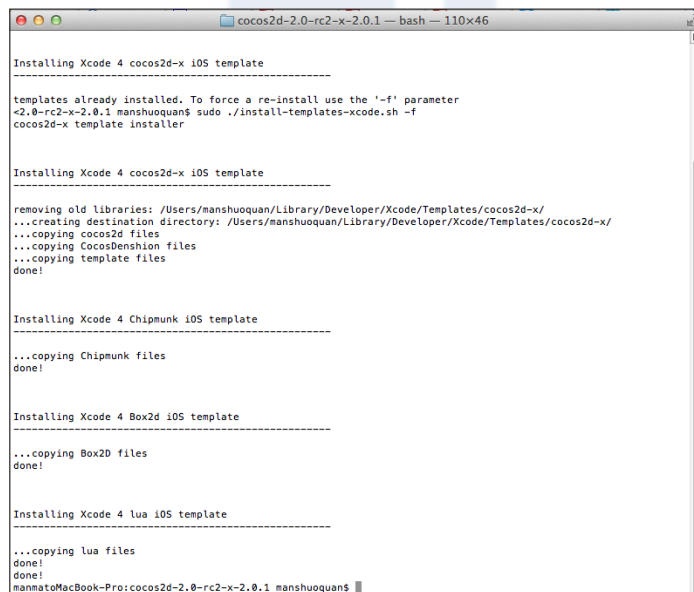 cocos2d-2.0-rc2-x-2.0.1 — bash — 110×46
Installing Xcode 4 cocos2d-x iOS template
----------------------------------------------------
templates already installed. To force a re-install use the '-f' parameter
<2.0-rc2-x-2.0.1 manshuoquan$ sudo ./install-templates-xcode.sh -f
cocos2d-x template installer
Installing Xcode 4 cocos2d-x iOS template
----------------------------------------------------
removing old libraries: /Users/manshuoquan/Library/Developer/Xcode/Templates/cocos2d-x/
...creating destination directory: /Users/manshuoquan/Library/Developer/Xcode/Templates/cocos2d-x/
...copying cocos2d files
...copying CocosDenshion files
...copying template files
done!
Installing Xcode 4 Chipmunk iOS template
----------------------------------------------------
...copying Chipmunk files
done!
Installing Xcode 4 Box2d iOS template
----------------------------------------------------
...copying Box2D files
done!
Installing Xcode 4 lua iOS template
----------------------------------------------------
...copying lua files
done!
done!
manmatoMacBook-Pro:cocos2d-2.0-rc2-x-2.0.1 manshuoquan$